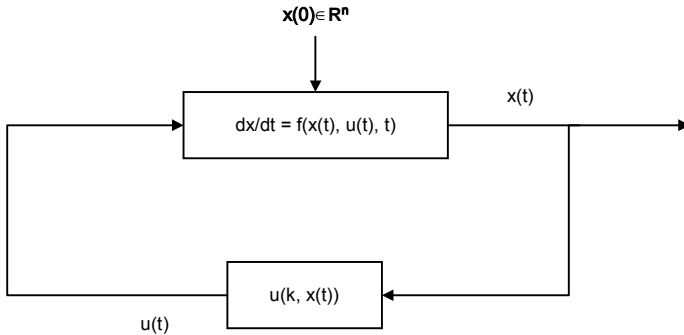 x(0)∈Rⁿ
x(t)
dx/dt = f(x(t), u(t), t)
u(k, x(t))
u(t)